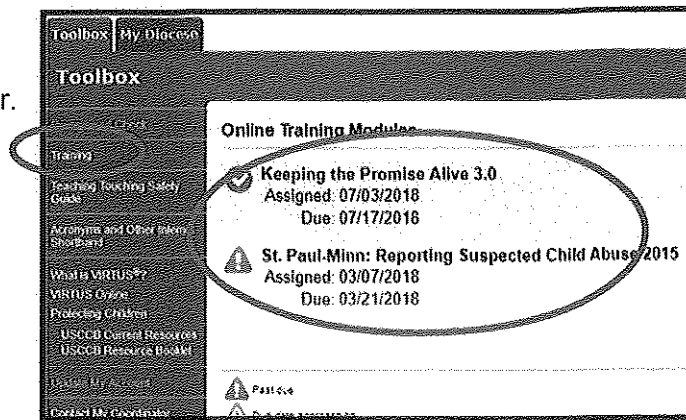 r.
Toolbox My Diocese
Toolbox
Training
Teaching Touching Safety
Guide
Acronyms and Other Intern
Shorthand
What is VIRTUS®?
VIRTUS Online
Protecting Children
USCCB Current Resources
USCCB Resource Booklet
Update My Account
Contact My Coordinator
Online Training Modules
Keeping the Promise Alive 3.0
Assigned: 07/03/2018
Due: 07/17/2018
St. Paul-Minn: Reporting Suspected Child Abuse 2015
Assigned: 03/07/2018
Due: 03/21/2018
Past due